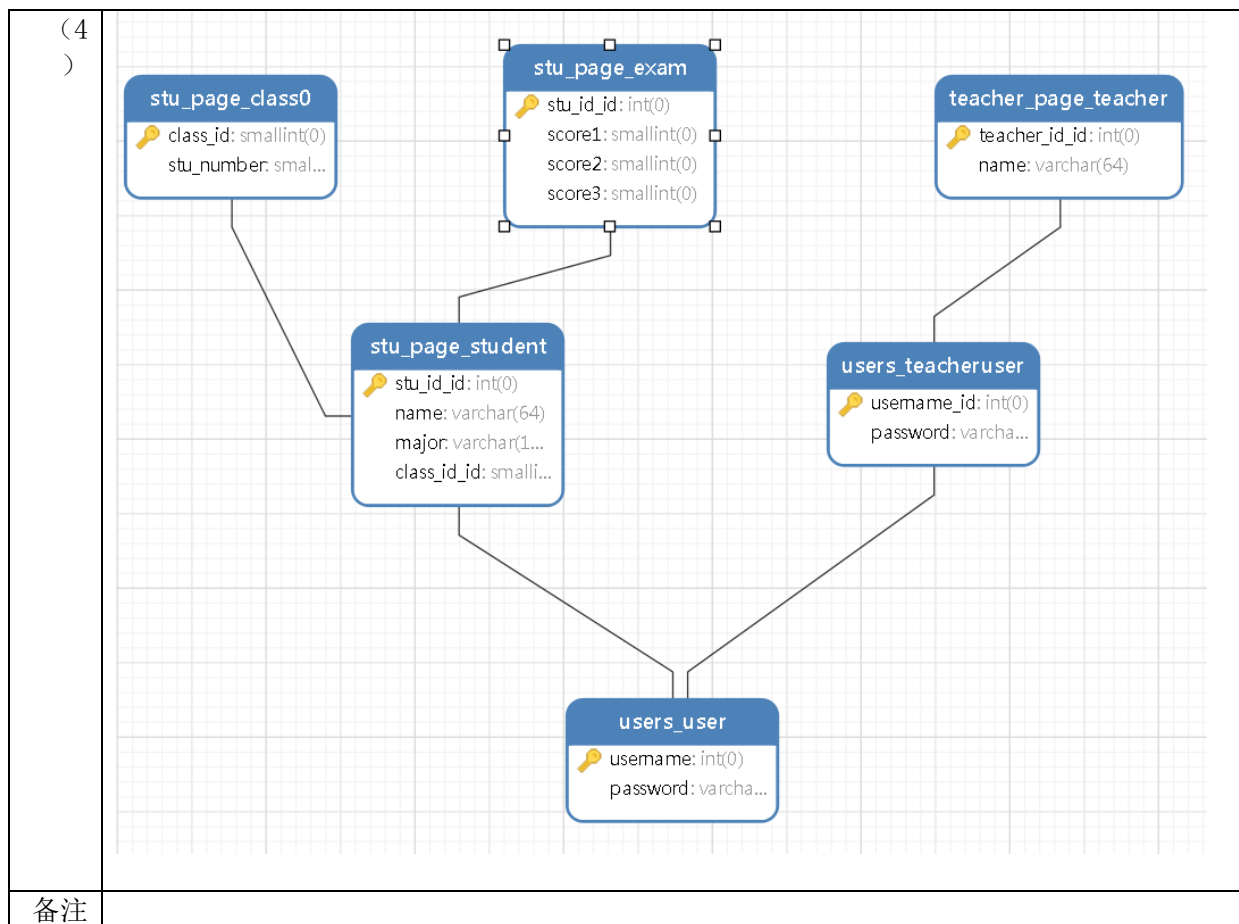 (4
)
stu_page_class0
class_id: smallint(0)
stu_number: smal...
stu_page_exam
stu_id_id: int(0)
score1: smallint(0)
score2: smallint(0)
score3: smallint(0)
teacher_page_teacher
teacher_id_id: int(0)
name: varchar(64)
stu_page_student
stu_id_id: int(0)
name: varchar(64)
major: varchar(1...
class_id_id: smalli...
users_teacheruser
username_id: int(0)
password: varcha...
users_user
username: int(0)
password: varcha...
备注